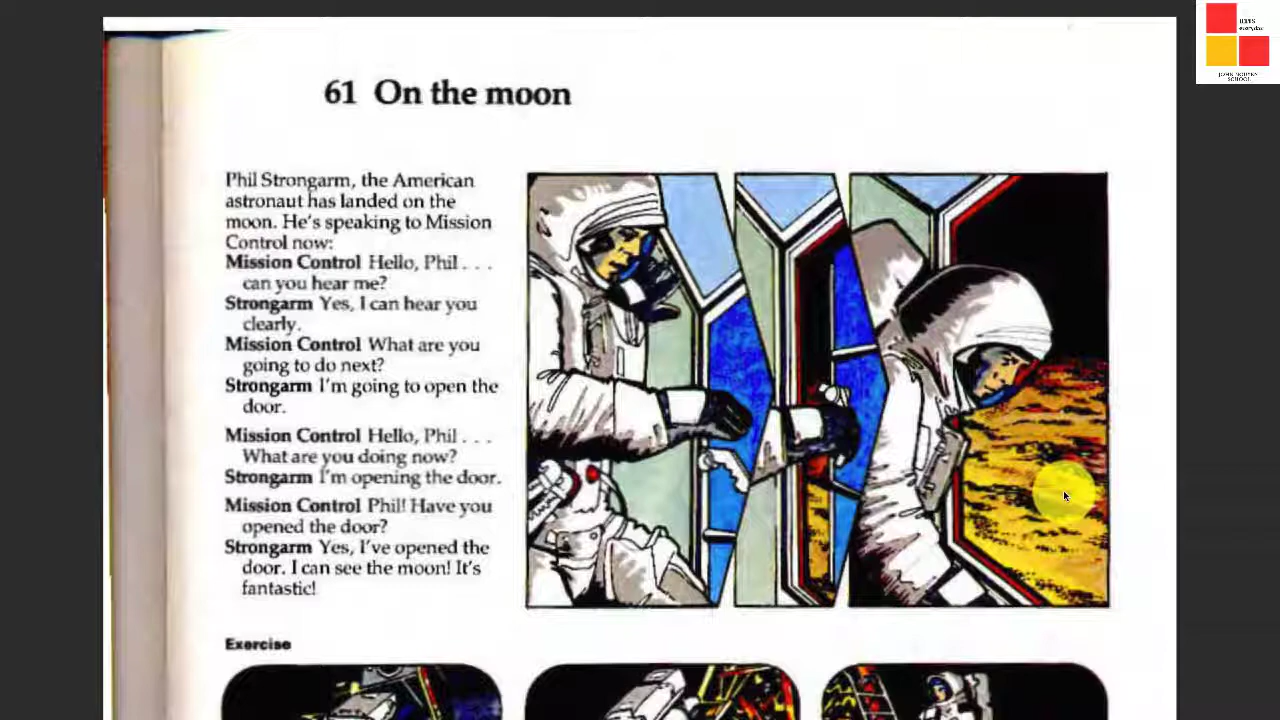 61 On the moon
Phil Strongarm, the American
astronaut has landed on the
moon. He's speaking to Mission
Control now:
Mission Control Hello, Phil . . .
can you hear me?
Strongarm Yes, I can hear you
clearly.
Mission Control What are you
going to do next?
Strongarm I'm going to open the
door.
Mission Control Hello, Phil . . .
What are you doing now?
Strongarm I'm opening the door.
Mission Control Phil! Have you
opened the door?
Strongarm Yes, I've opened the
door. I can see the moon! It's
fantastic!
Exercise
SCHOOL